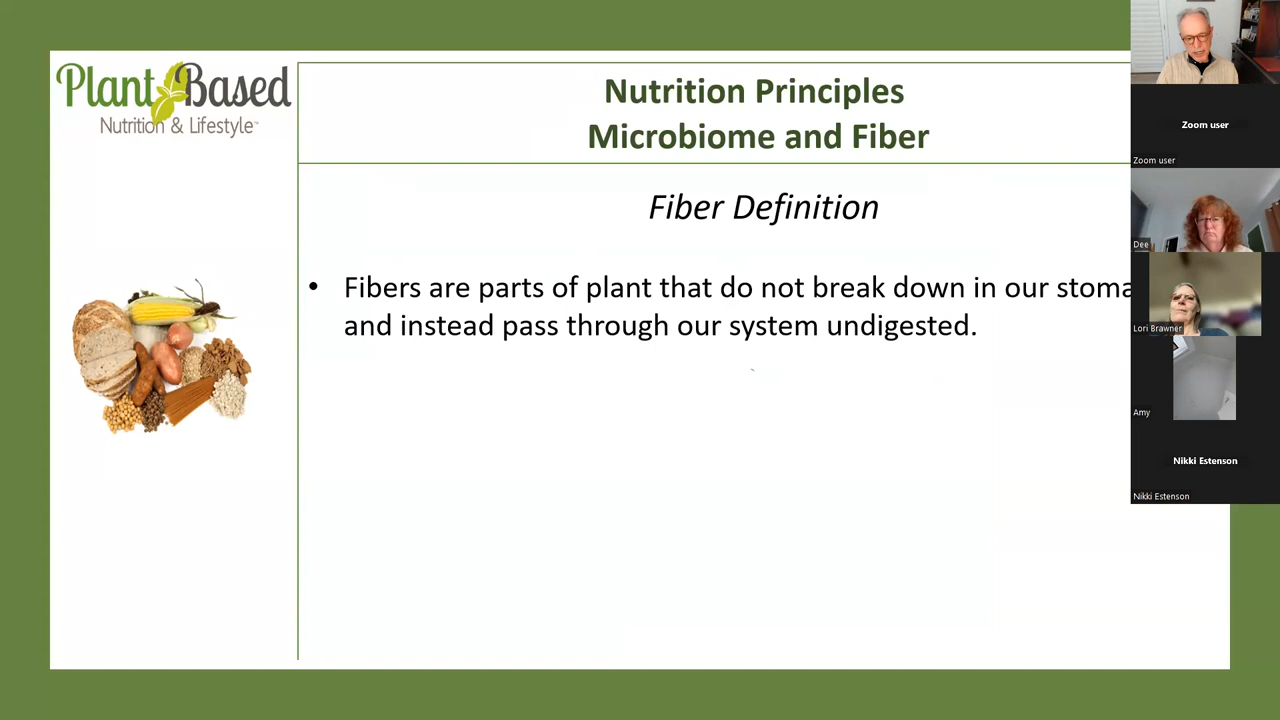 Plant Based
Nutrition & Lifestyle™
Nutrition Principles
Microbiome and Fiber
Fiber Definition
• Fibers are parts of plant that do not break down in our stoma
and instead pass through our system undigested.
Zoom user
Zoom user
Dee
Lori Brawner
Amy
Nikki Estenson
Nikki Estenson